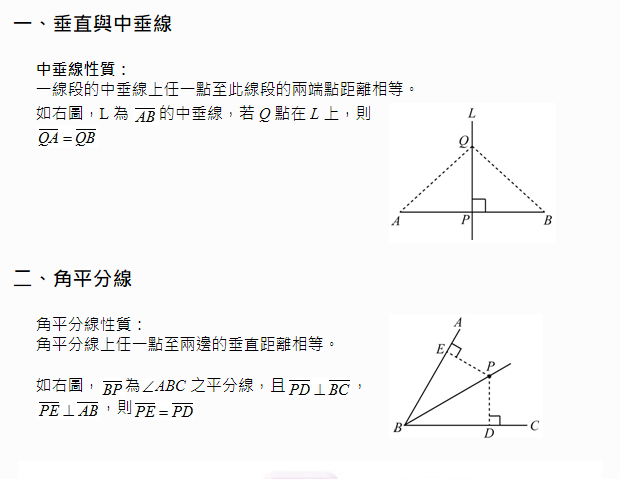 一、垂直與中垂線
中垂線性質：
一線段的中垂線上任一點至此線段的兩端點距離相等。
如右圖，L 為 AB 的中垂線，若 Q 點在 L 上，則
QA = QB
L
Q
A
P
B
二、角平分線
角平分線性質：
角平分線上任一點至兩邊的垂直距離相等。
如右圖， BP 為 ∠ABC 之平分線，且 PD ⊥ BC ，
PE ⊥ AB ，則 PE = PD
A
E
P
B
D
C